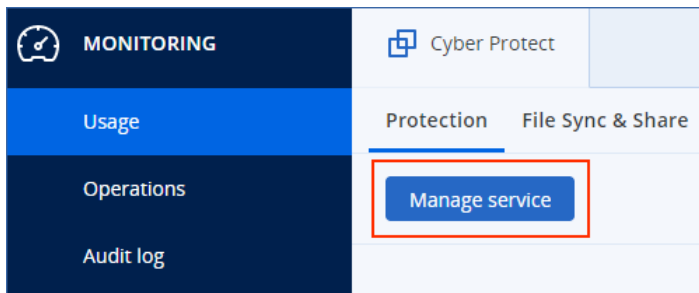 MONITORING
Cyber Protect
Usage
Protection
File Sync & Share
Operations
Manage service
Audit log